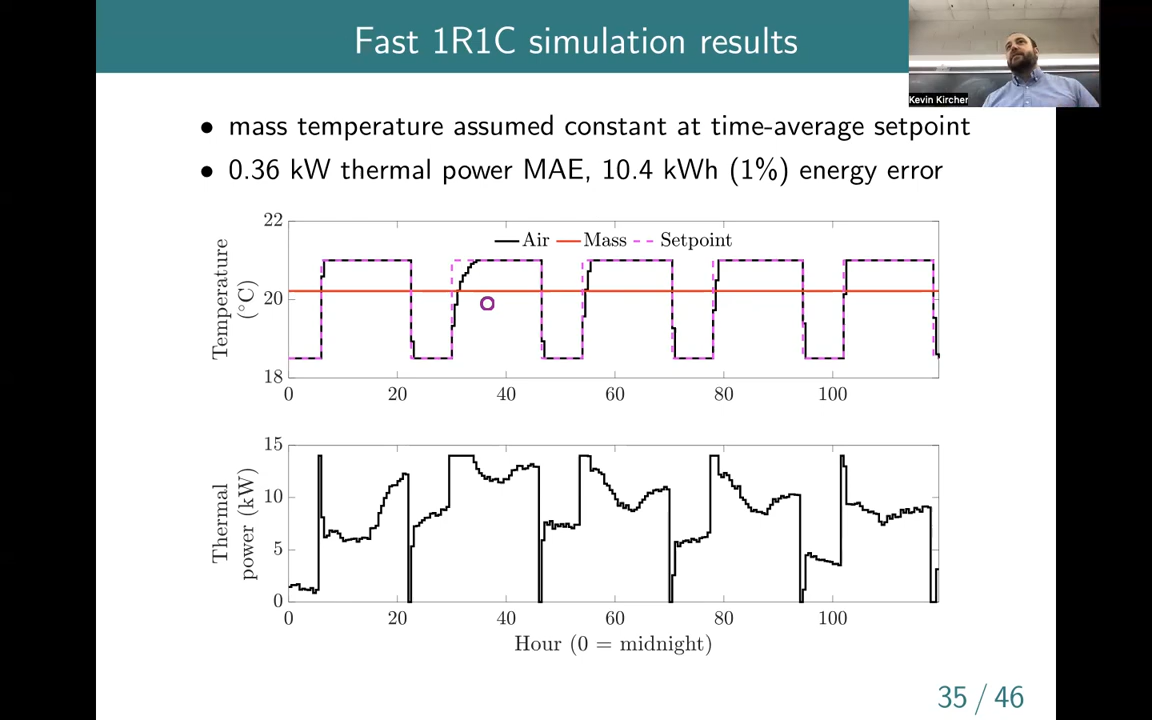 Fast 1R1C simulation results
Kevin Kircher
• mass temperature assumed constant at time-average setpoint
• 0.36 kW thermal power MAE, 10.4 kWh (1%) energy error
22
20
18
Temperature
(°C)
Air Mass Setpoint
0 20 40 60 80 100
15
10
5
0
Thermal
power (kW)
0 20 40 60 80 100
Hour (0 = midnight)
35 / 46